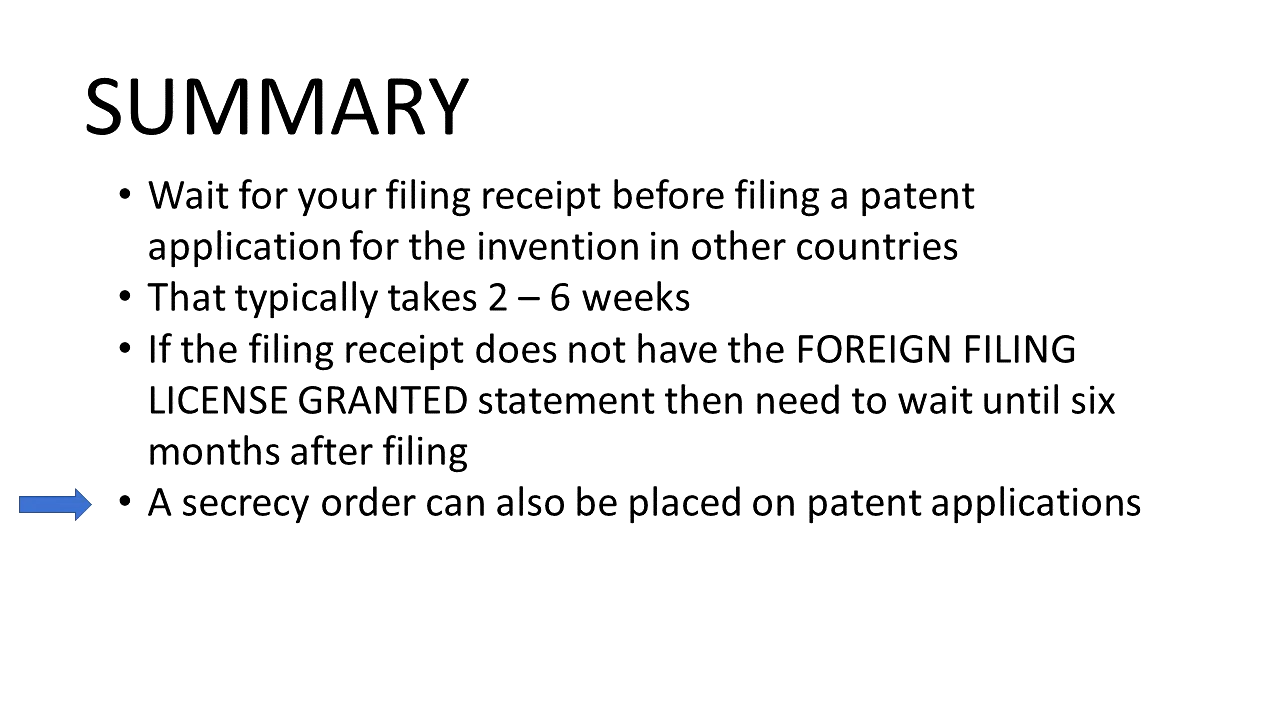 SUMMARY
• Wait for your filing receipt before filing a patent
application for the invention in other countries
• That typically takes 2 – 6 weeks
• If the filing receipt does not have the FOREIGN FILING
LICENSE GRANTED statement then need to wait until six
months after filing
• A secrecy order can also be placed on patent applications